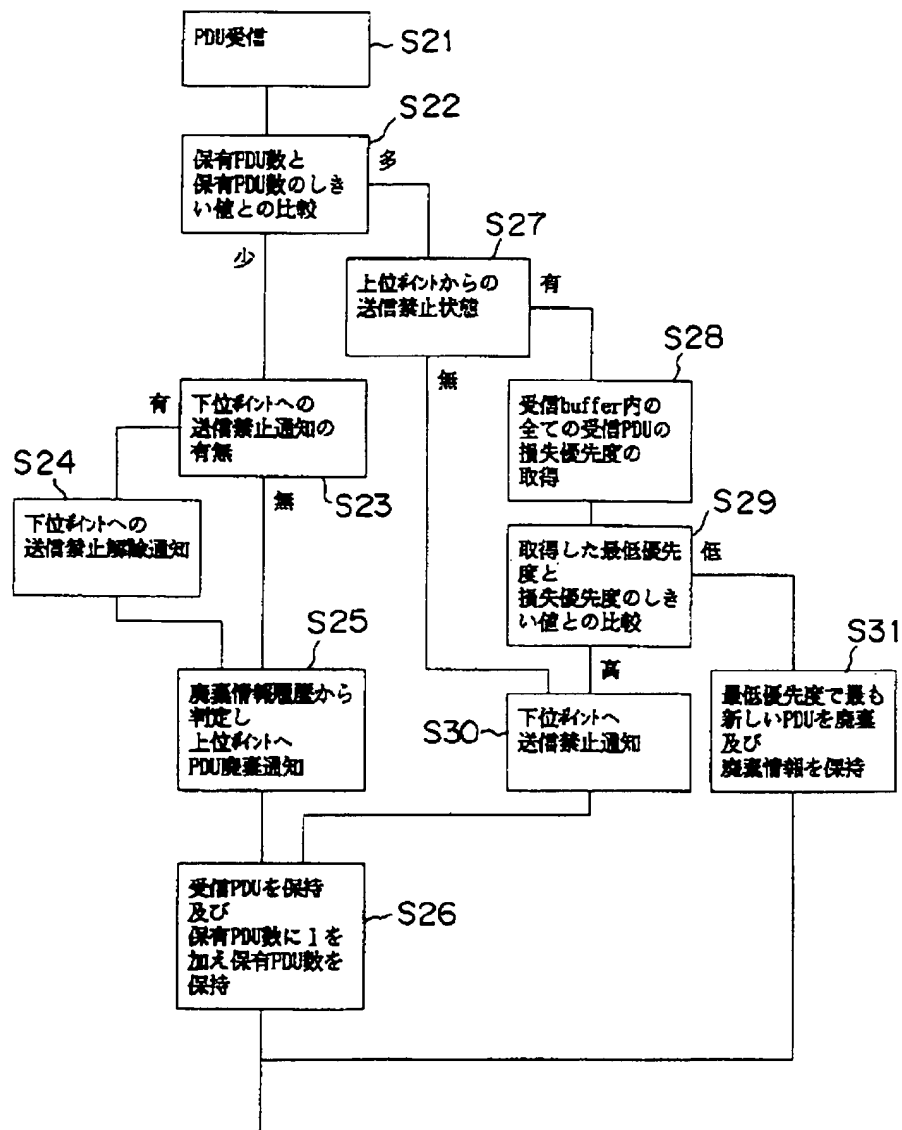 PDU受信
S21
S22
保有PDU数と
保有PDU数のしき
い値との比較
多
少
S27
上位ポイントからの
送信禁止状態
有
無
S28
受信buffer内の
全ての受信PDUの
損失優先度の
取得
有
下位ポイントへの
送信禁止通知の
有無
S23
無
S24
下位ポイントへの
送信禁止解除通知
S29
取得した最低優先
度と
損失優先度のしき
い値との比較
低
高
S25
廃棄情報履歴から
判定し
上位ポイントへ
PDU廃棄通知
S30
下位ポイントへ
送信禁止通知
S31
最低優先度で最も
新しいPDUを廃棄
及び
廃棄情報を保持
受信PDUを保持
及び
保有PDU数に1を
加え保有PDU数を
保持
S26